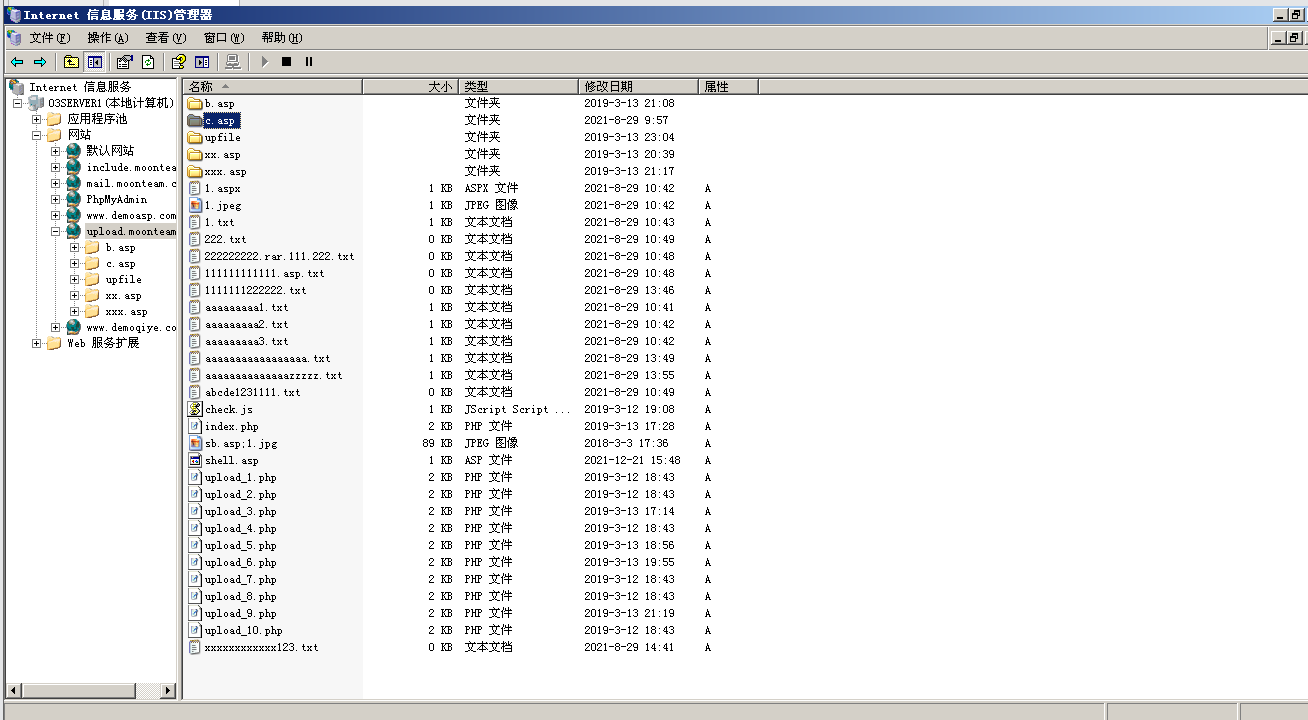 Internet 信息服务(IIS)管理器
文件(F) 操作(A) 查看(V) 窗口(W) 帮助(H)
Internet 信息服务
03SERVER1(本地计算机)
应用程序池
网站
默认网站
include.moontea
mail.moonteam.c
PhpMyAdmin
www.demoasp.com
upload.moonteam
b.asp
c.asp
upfile
xx.asp
xxx.asp
www.demoqiye.co
Web 服务扩展
名称 大小 类型 修改日期 属性
b.asp 文件夹 2019-3-13 21:08
c.asp 文件夹 2021-8-29 9:57
upfile 文件夹 2019-3-13 23:04
xx.asp 文件夹 2019-3-13 20:39
xxx.asp 文件夹 2019-3-13 21:17
1.aspx 1 KB ASPX 文件 2021-8-29 10:42 A
1.jpeg 1 KB JPEG 图像 2021-8-29 10:42 A
1.txt 1 KB 文本文档 2021-8-29 10:43 A
222.txt 0 KB 文本文档 2021-8-29 10:49 A
222222222.rar.111.222.txt 0 KB 文本文档 2021-8-29 10:48 A
111111111111.asp.txt 0 KB 文本文档 2021-8-29 10:48 A
1111111222222.txt 0 KB 文本文档 2021-8-29 13:46 A
aaaaaaaaa1.txt 1 KB 文本文档 2021-8-29 10:41 A
aaaaaaaaa2.txt 1 KB 文本文档 2021-8-29 10:42 A
aaaaaaaaa3.txt 1 KB 文本文档 2021-8-29 10:42 A
aaaaaaaaaaaaaaaaa.txt 1 KB 文本文档 2021-8-29 13:49 A
aaaaaaaaaaaaaazzzzz.txt 1 KB 文本文档 2021-8-29 13:55 A
abcde1231111.txt 0 KB 文本文档 2021-8-29 10:49 A
check.js 1 KB JScript Script ... 2019-3-12 19:08 A
index.php 2 KB PHP 文件 2019-3-13 17:28 A
sb.asp;1.jpg 89 KB JPEG 图像 2018-3-3 17:36 A
shell.asp 1 KB ASP 文件 2021-12-21 15:48 A
upload_1.php 2 KB PHP 文件 2019-3-12 18:43 A
upload_2.php 2 KB PHP 文件 2019-3-12 18:43 A
upload_3.php 2 KB PHP 文件 2019-3-13 17:14 A
upload_4.php 2 KB PHP 文件 2019-3-12 18:43 A
upload_5.php 2 KB PHP 文件 2019-3-13 18:56 A
upload_6.php 2 KB PHP 文件 2019-3-13 19:55 A
upload_7.php 2 KB PHP 文件 2019-3-12 18:43 A
upload_8.php 2 KB PHP 文件 2019-3-12 18:43 A
upload_9.php 2 KB PHP 文件 2019-3-13 21:19 A
upload_10.php 2 KB PHP 文件 2019-3-12 18:43 A
xxxxxxxxxxxx123.txt 0 KB 文本文档 2021-8-29 14:41 A